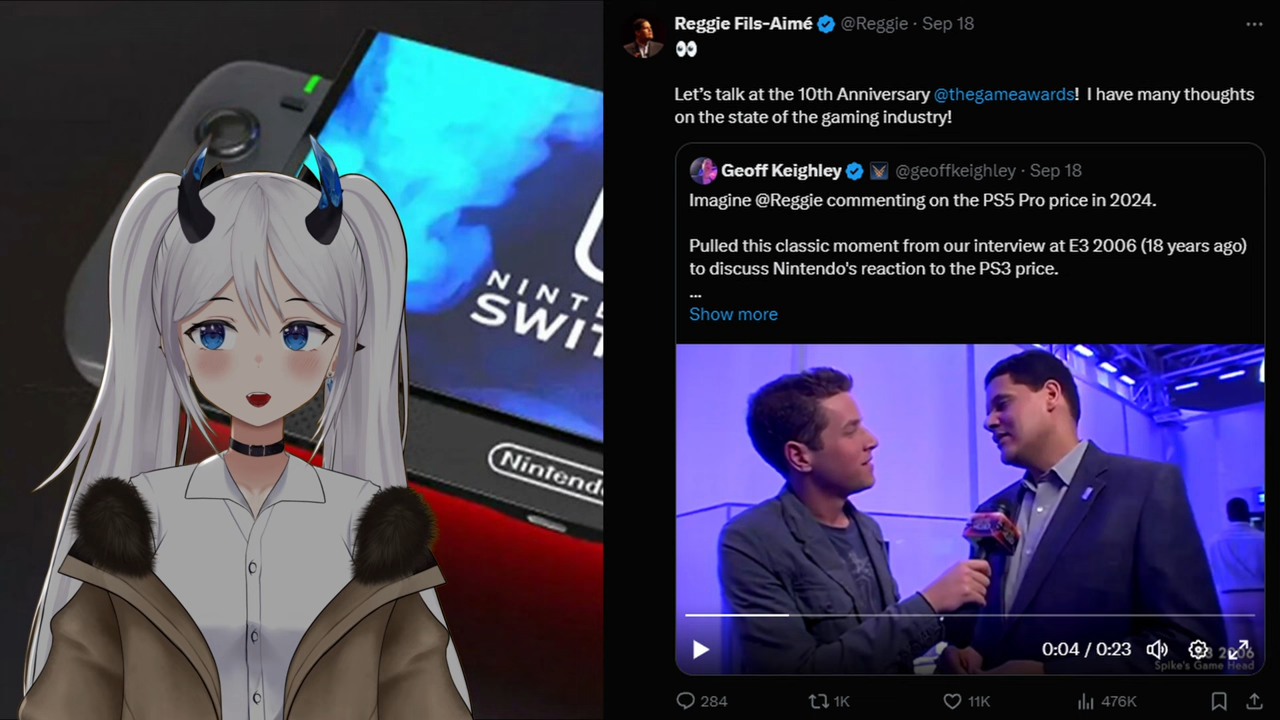 NINTE
SWIT
Nintendo
Reggie Fils-Aimé @Reggie · Sep 18
👀
Let's talk at the 10th Anniversary @thegameawards! I have many thoughts
on the state of the gaming industry!
Geoff Keighley @geoffkeighley · Sep 18
Imagine @Reggie commenting on the PS5 Pro price in 2024.
Pulled this classic moment from our interview at E3 2006 (18 years ago)
to discuss Nintendo's reaction to the PS3 price.
...
Show more
0:04 / 0:23
2006
Spike's Game Head
284 1K 11K 476K